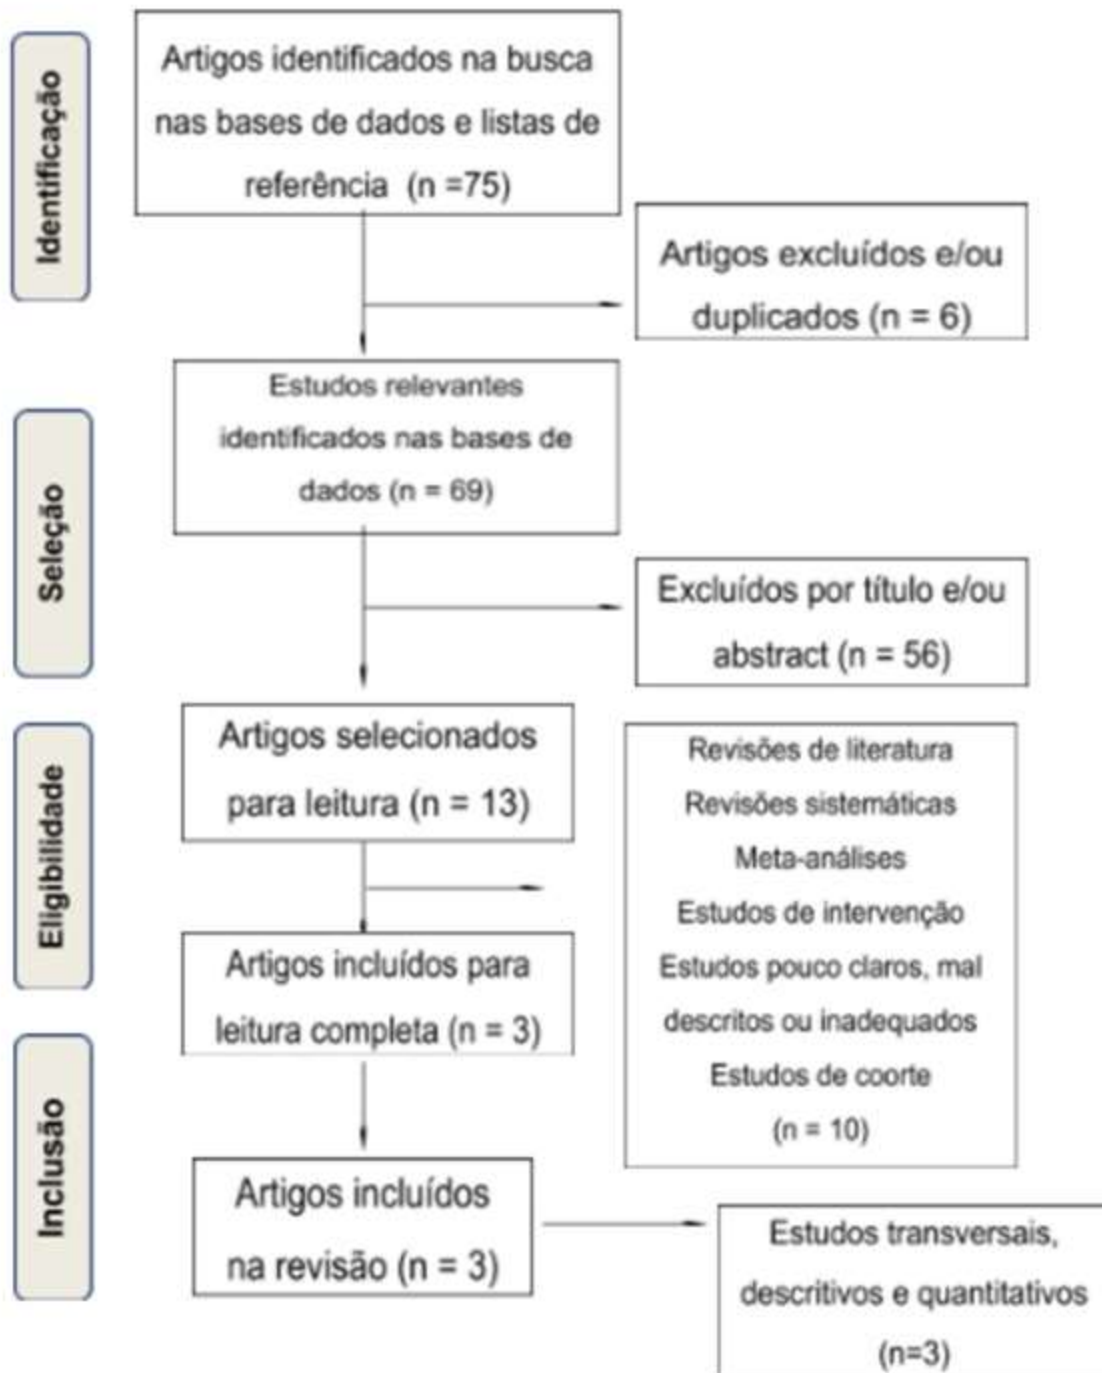 Identificação
Artigos identificados na busca
nas bases de dados e listas de
referência (n =75)
Artigos excluídos e/ou
duplicados (n = 6)
Seleção
Estudos relevantes
identificados nas bases de
dados (n = 69)
Excluídos por título e/ou
abstract (n = 56)
Eligibilidade
Artigos selecionados
para leitura (n = 13)
Revisões de literatura
Revisões sistemáticas
Meta-análises
Estudos de intervenção
Estudos pouco claros, mal
descritos ou inadequados
Estudos de coorte
(n = 10)
Artigos incluídos para
leitura completa (n = 3)
Inclusão
Artigos incluídos
na revisão (n = 3)
Estudos transversais,
descritivos e quantitativos
(n=3)